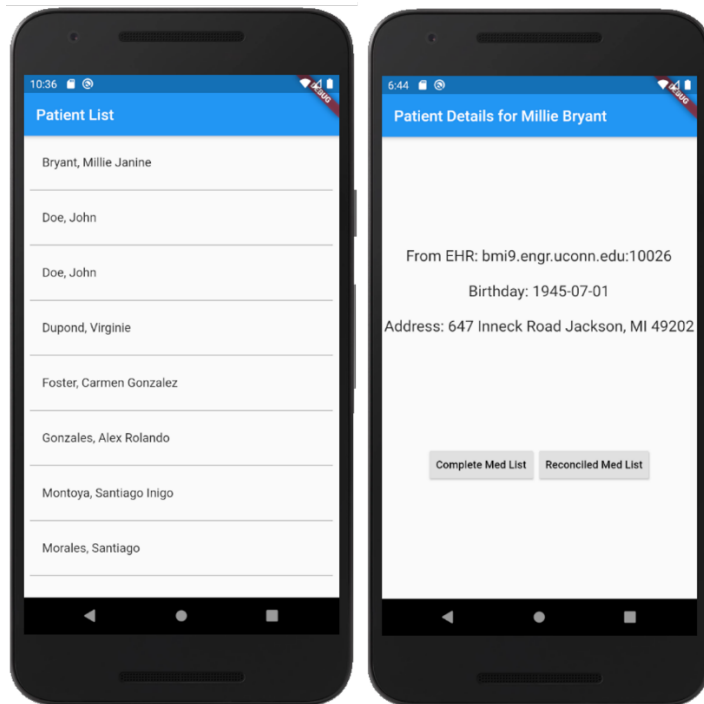 10:36
DEBUG
Patient List
Bryant, Millie Janine
Doe, John
Doe, John
Dupond, Virginie
Foster, Carmen Gonzalez
Gonzales, Alex Rolando
Montoya, Santiago Inigo
Morales, Santiago
6:44
DEBUG
Patient Details for Millie Bryant
From EHR: bmi9.engr.uconn.edu:10026
Birthday: 1945-07-01
Address: 647 Inneck Road Jackson, MI 49202
Complete Med List Reconciled Med List